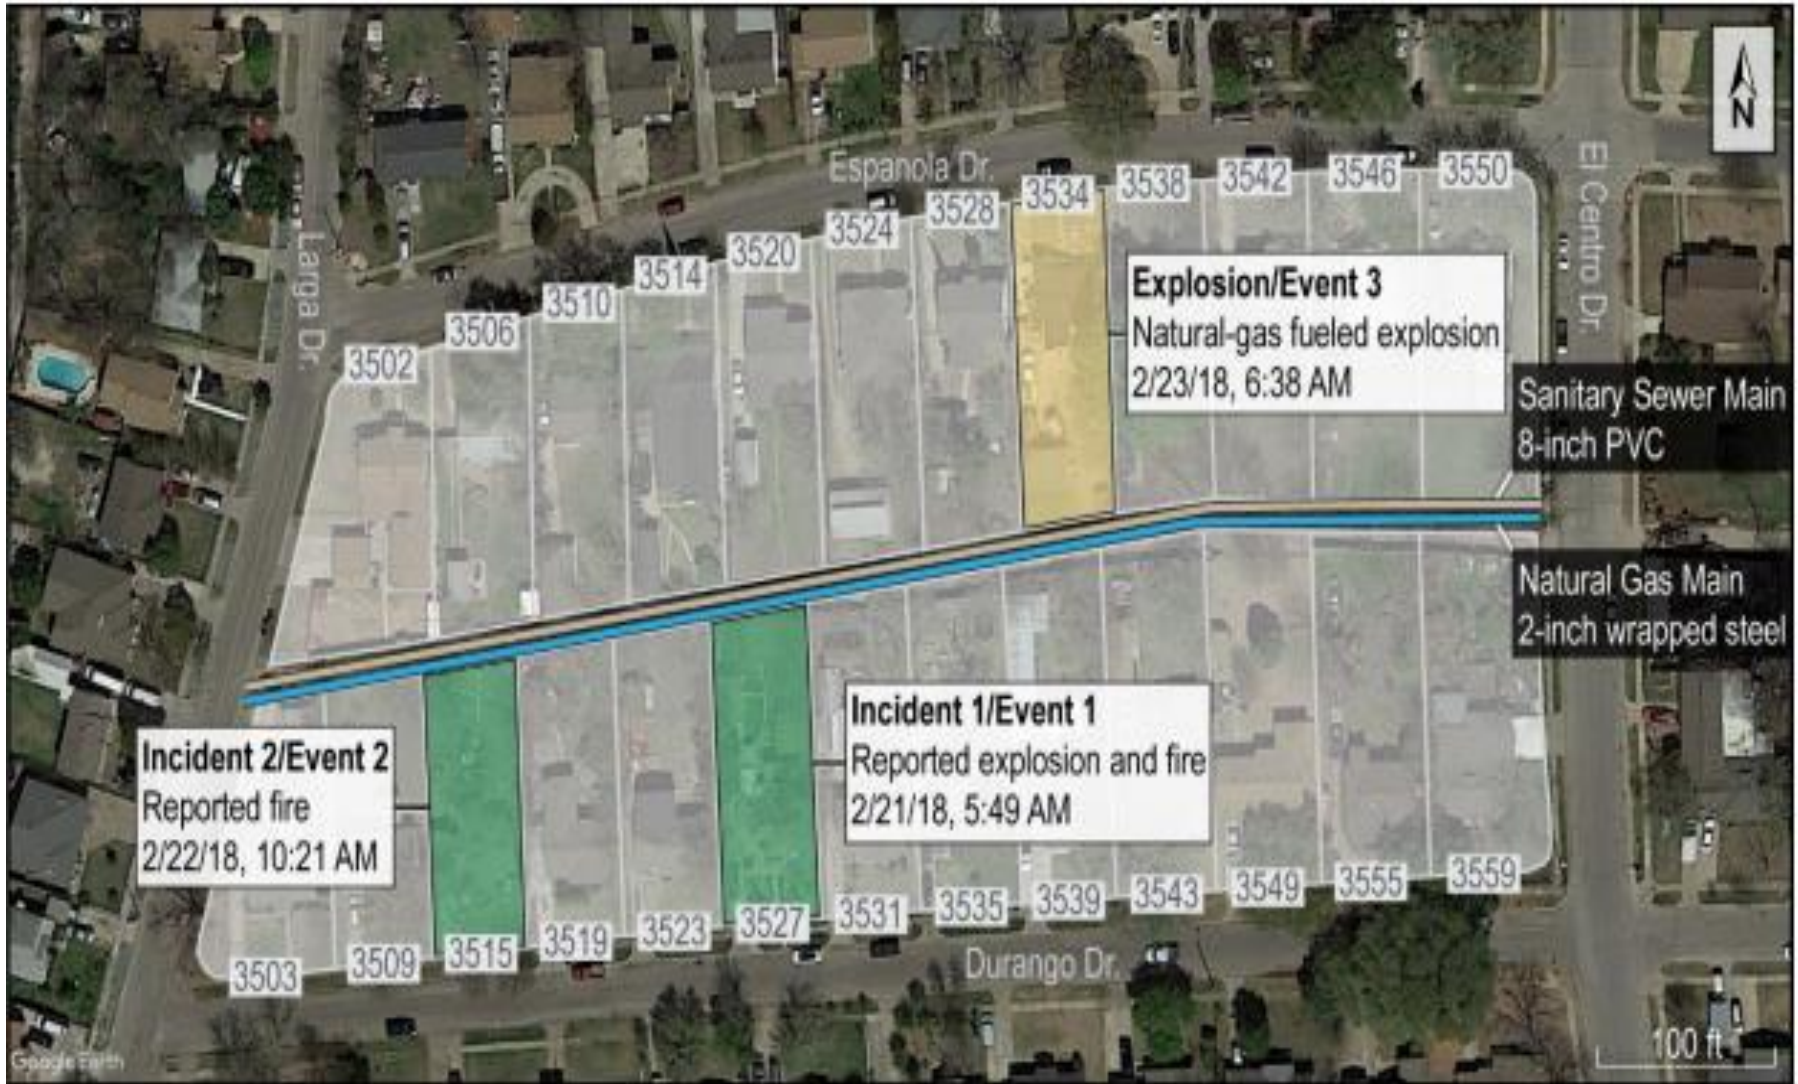 N
Espanola Dr.
El Centro Dr.
Larga Dr.
3502
3506
3510
3514
3520
3524
3528
3534
3538
3542
3546
3550
Explosion/Event 3
Natural-gas fueled explosion
2/23/18, 6:38 AM
Sanitary Sewer Main
8-inch PVC
Natural Gas Main
2-inch wrapped steel
Incident 2/Event 2
Reported fire
2/22/18, 10:21 AM
Incident 1/Event 1
Reported explosion and fire
2/21/18, 5:49 AM
3503
3509
3515
3519
3523
3527
3531
3535
3539
3543
3549
3555
3559
Durango Dr.
100 ft
Google Earth